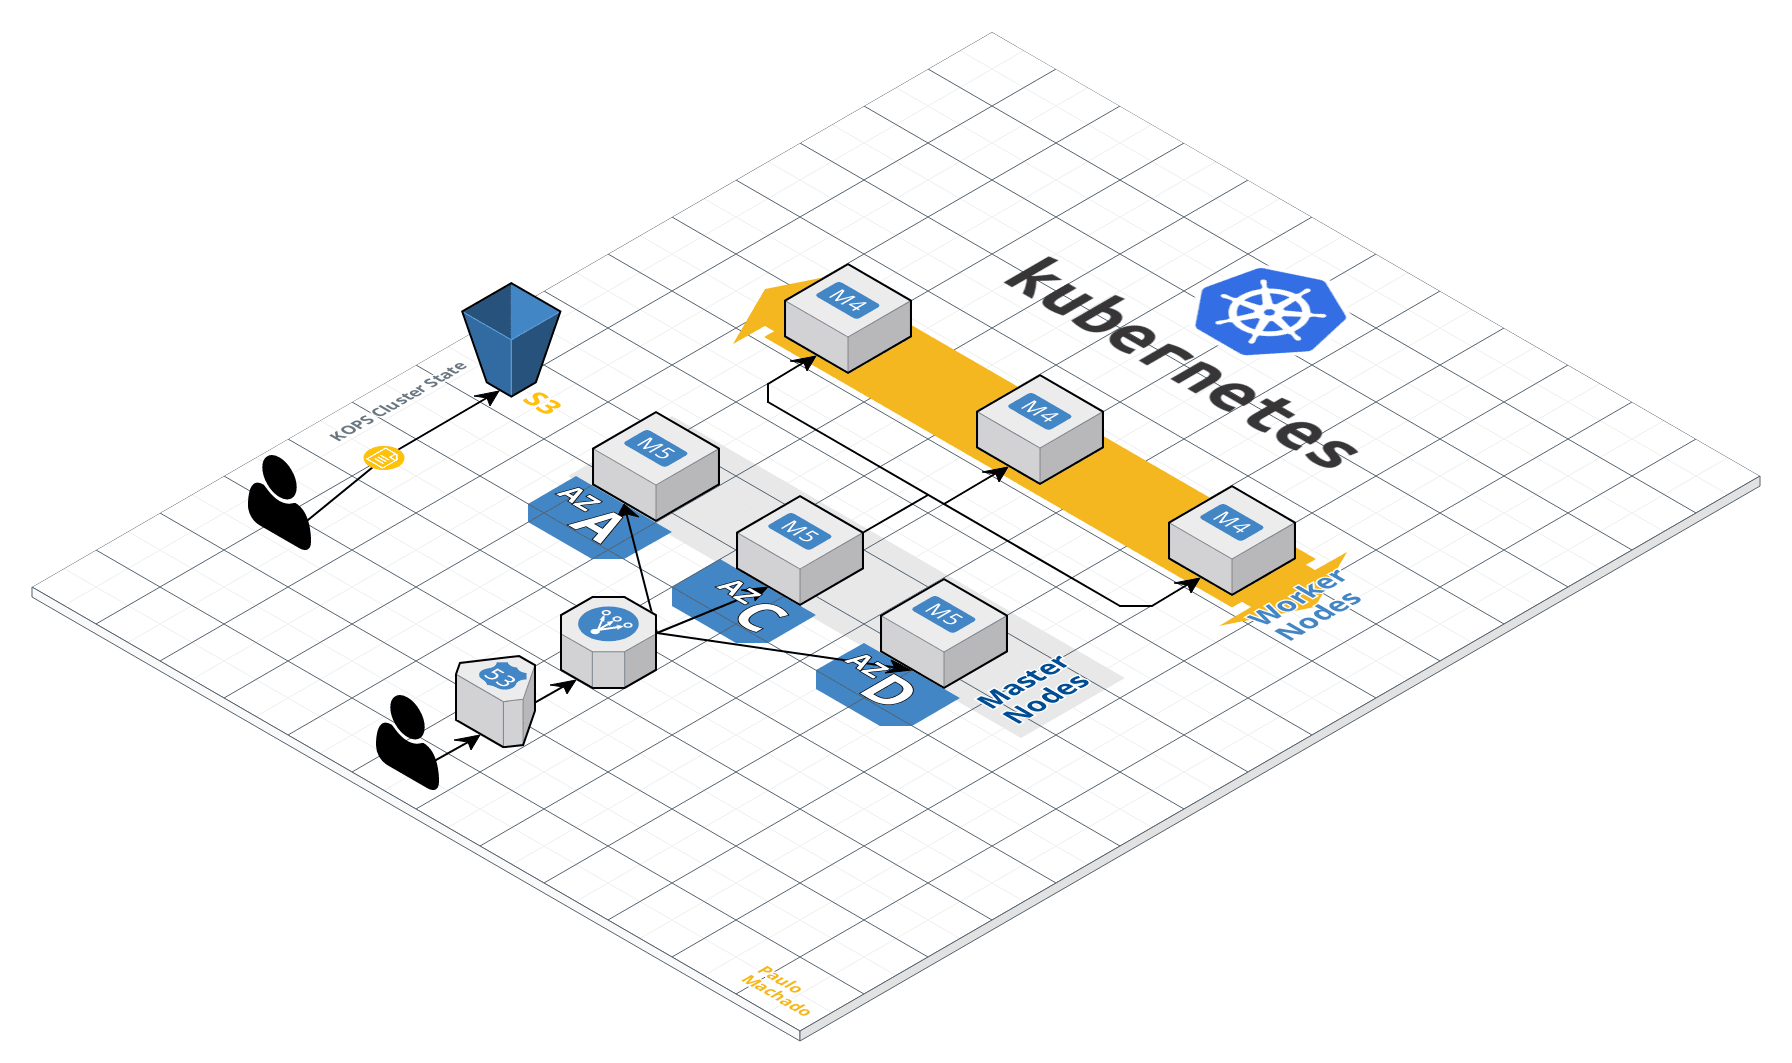 kubernetes
M4
M4
M4
KOPS Cluster State
S3
M5
M5
M5
AZ A
AZ C
AZ D
Worker
Nodes
Master
Nodes
53
Paulo
Machado